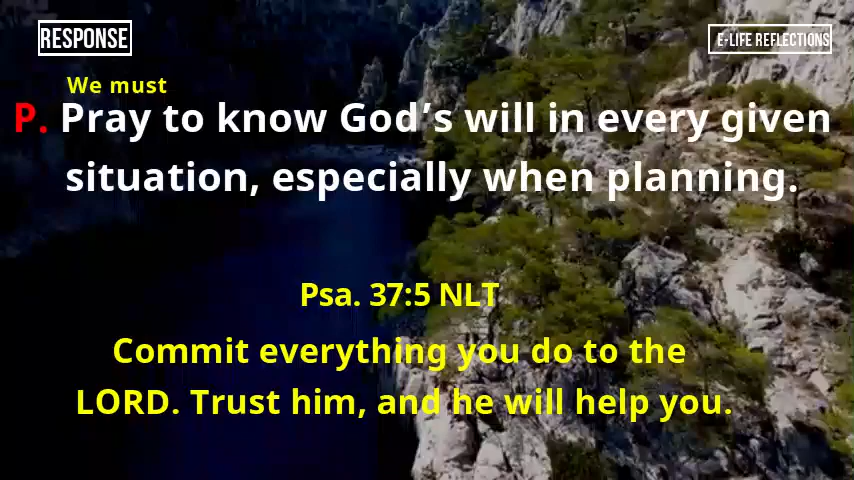 RESPONSE
E-LIFE REFLECTIONS
We must
P. Pray to know God’s will in every given
situation, especially when planning.
Psa. 37:5 NLT
Commit everything you do to the
LORD. Trust him, and he will help you.